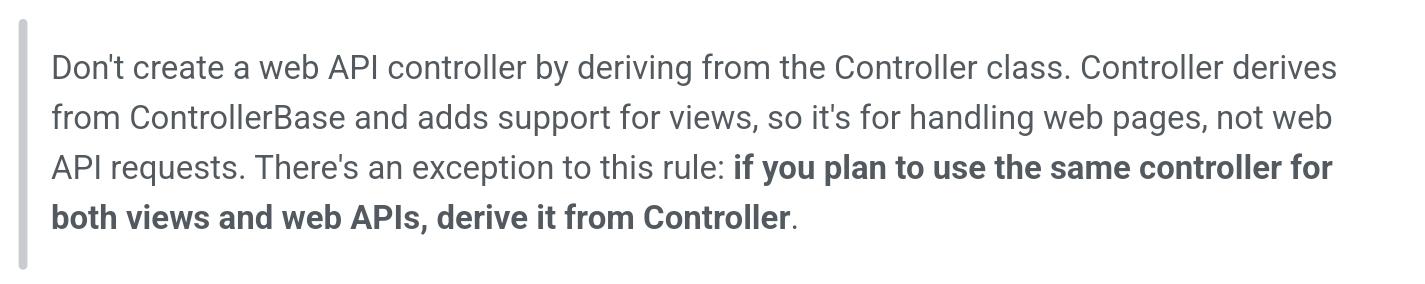 Don't create a web API controller by deriving from the Controller class. Controller derives
from ControllerBase and adds support for views, so it's for handling web pages, not web
API requests. There's an exception to this rule: if you plan to use the same controller for
both views and web APIs, derive it from Controller.